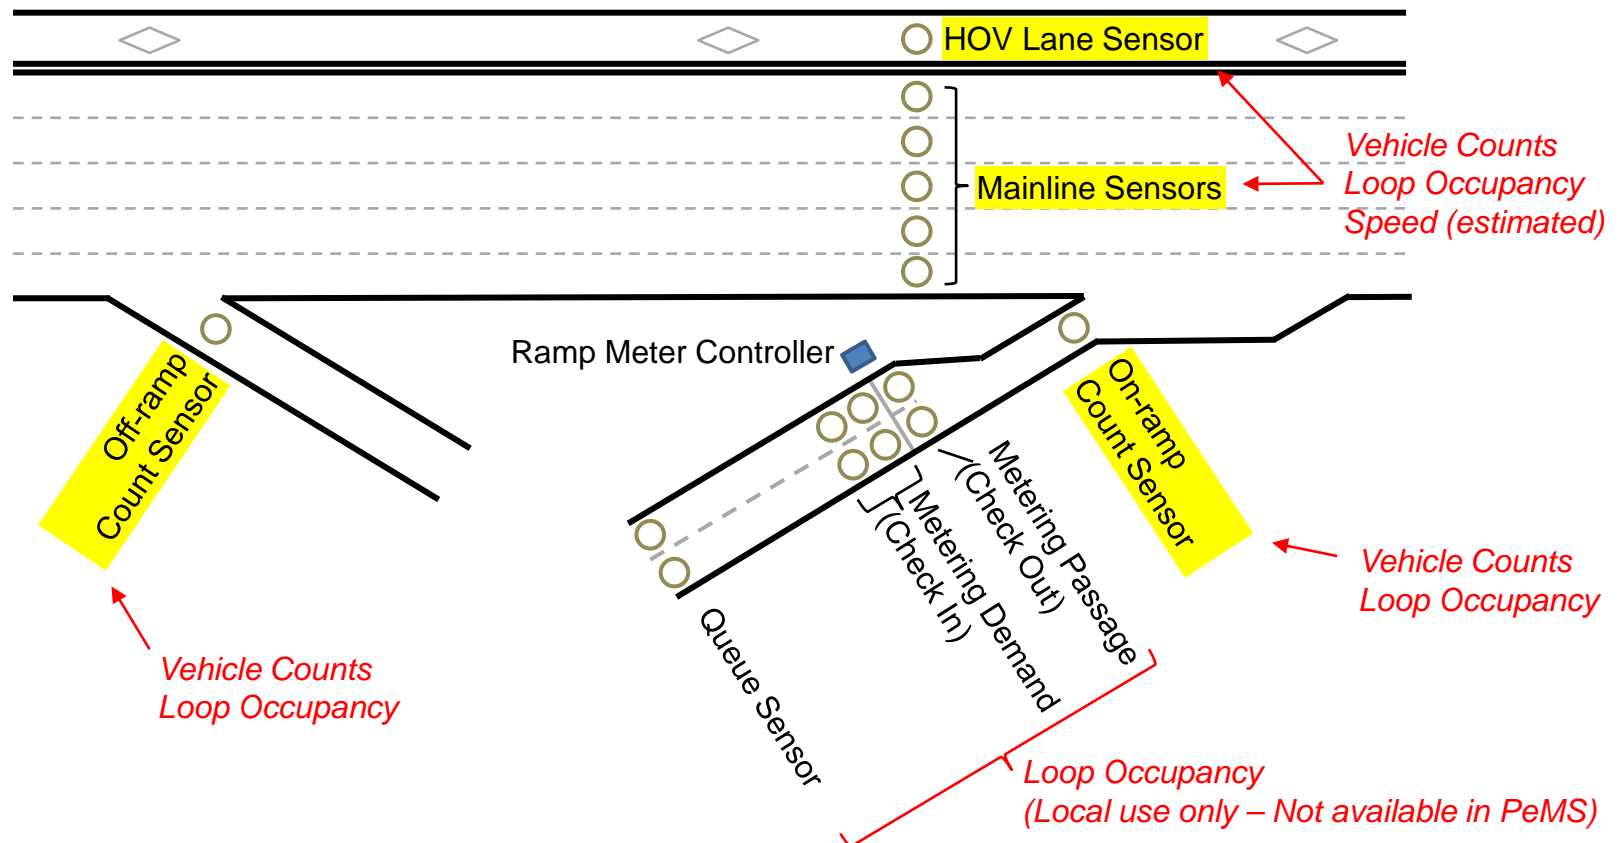 HOV Lane Sensor
Vehicle Counts
Loop Occupancy
Speed (estimated)
Mainline Sensors
Ramp Meter Controller
Off-ramp
Count Sensor
On-ramp
Count Sensor
Metering Passage
(Check Out)
Metering Demand
(Check In)
Queue Sensor
Vehicle Counts
Loop Occupancy
Vehicle Counts
Loop Occupancy
Loop Occupancy
(Local use only – Not available in PeMS)